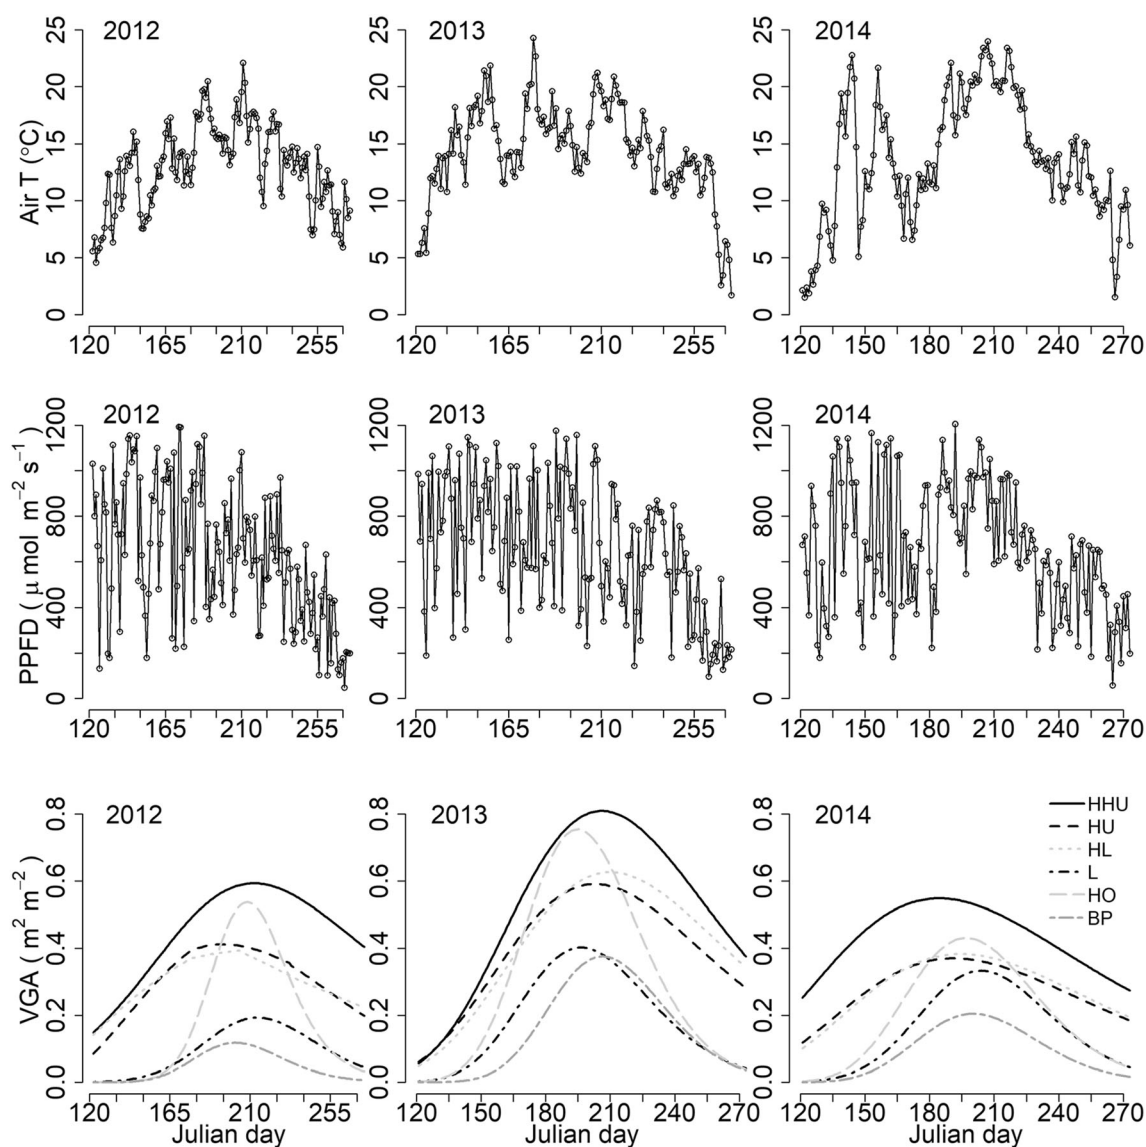 2012 2013 2014
Air T (°C)
0 5 10 15 20 25
0 5 10 15 20 25
0 5 10 15 20 25
120 165 210 255
120 165 210 255
120 150 180 210 240 270
2012 2013 2014
PPFD ( μ mol m⁻² s⁻¹ )
0 400 800 1200
0 400 800 1200
0 400 800 1200
120 165 210 255
120 165 210 255
120 150 180 210 240 270
2012 2013 2014
VGA ( m² m⁻² )
0.0 0.2 0.4 0.6 0.8
0.0 0.2 0.4 0.6 0.8
0.0 0.2 0.4 0.6 0.8
HHU
HU
HL
L
HO
BP
120 165 210 255
120 150 180 210 240 270
120 150 180 210 240 270
Julian day Julian day Julian day